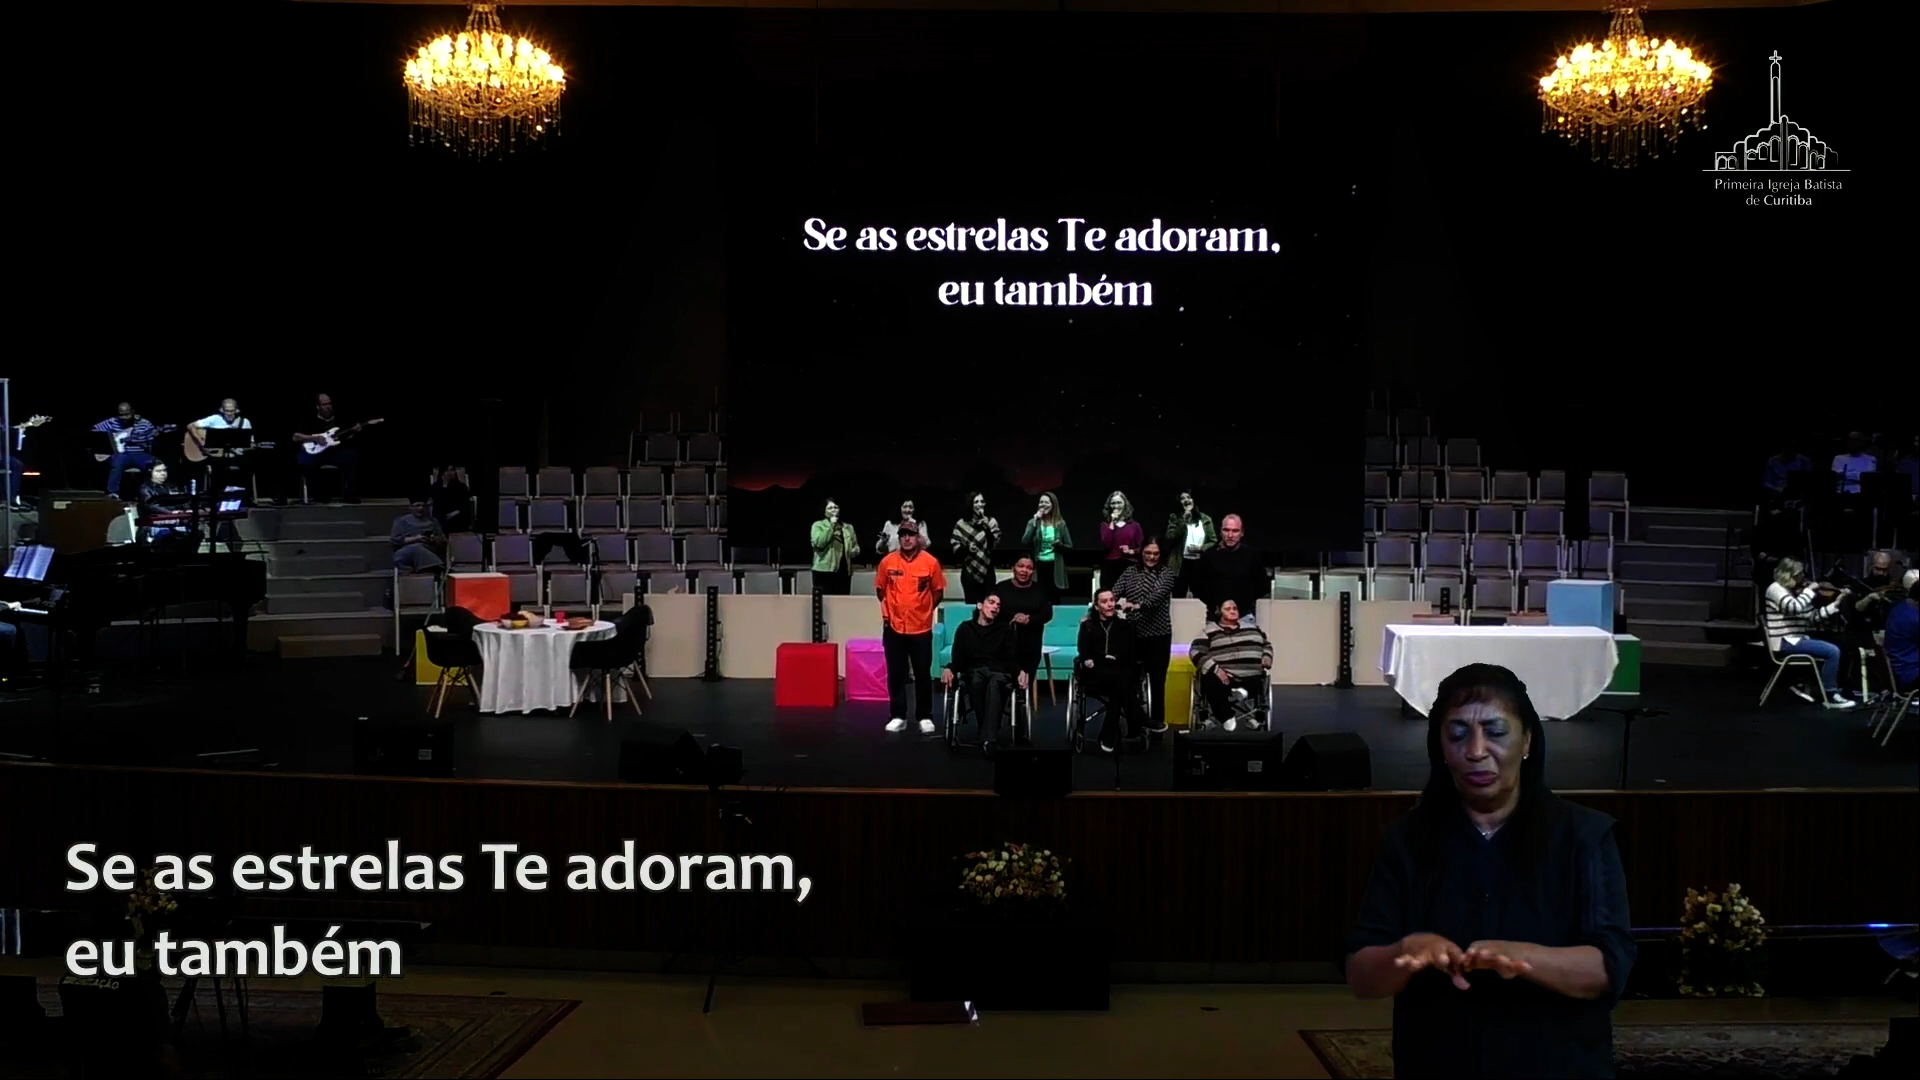 Primeira Igreja Batista
de Curitiba
Se as estrelas Te adoram,
eu também
Se as estrelas Te adoram,
eu também